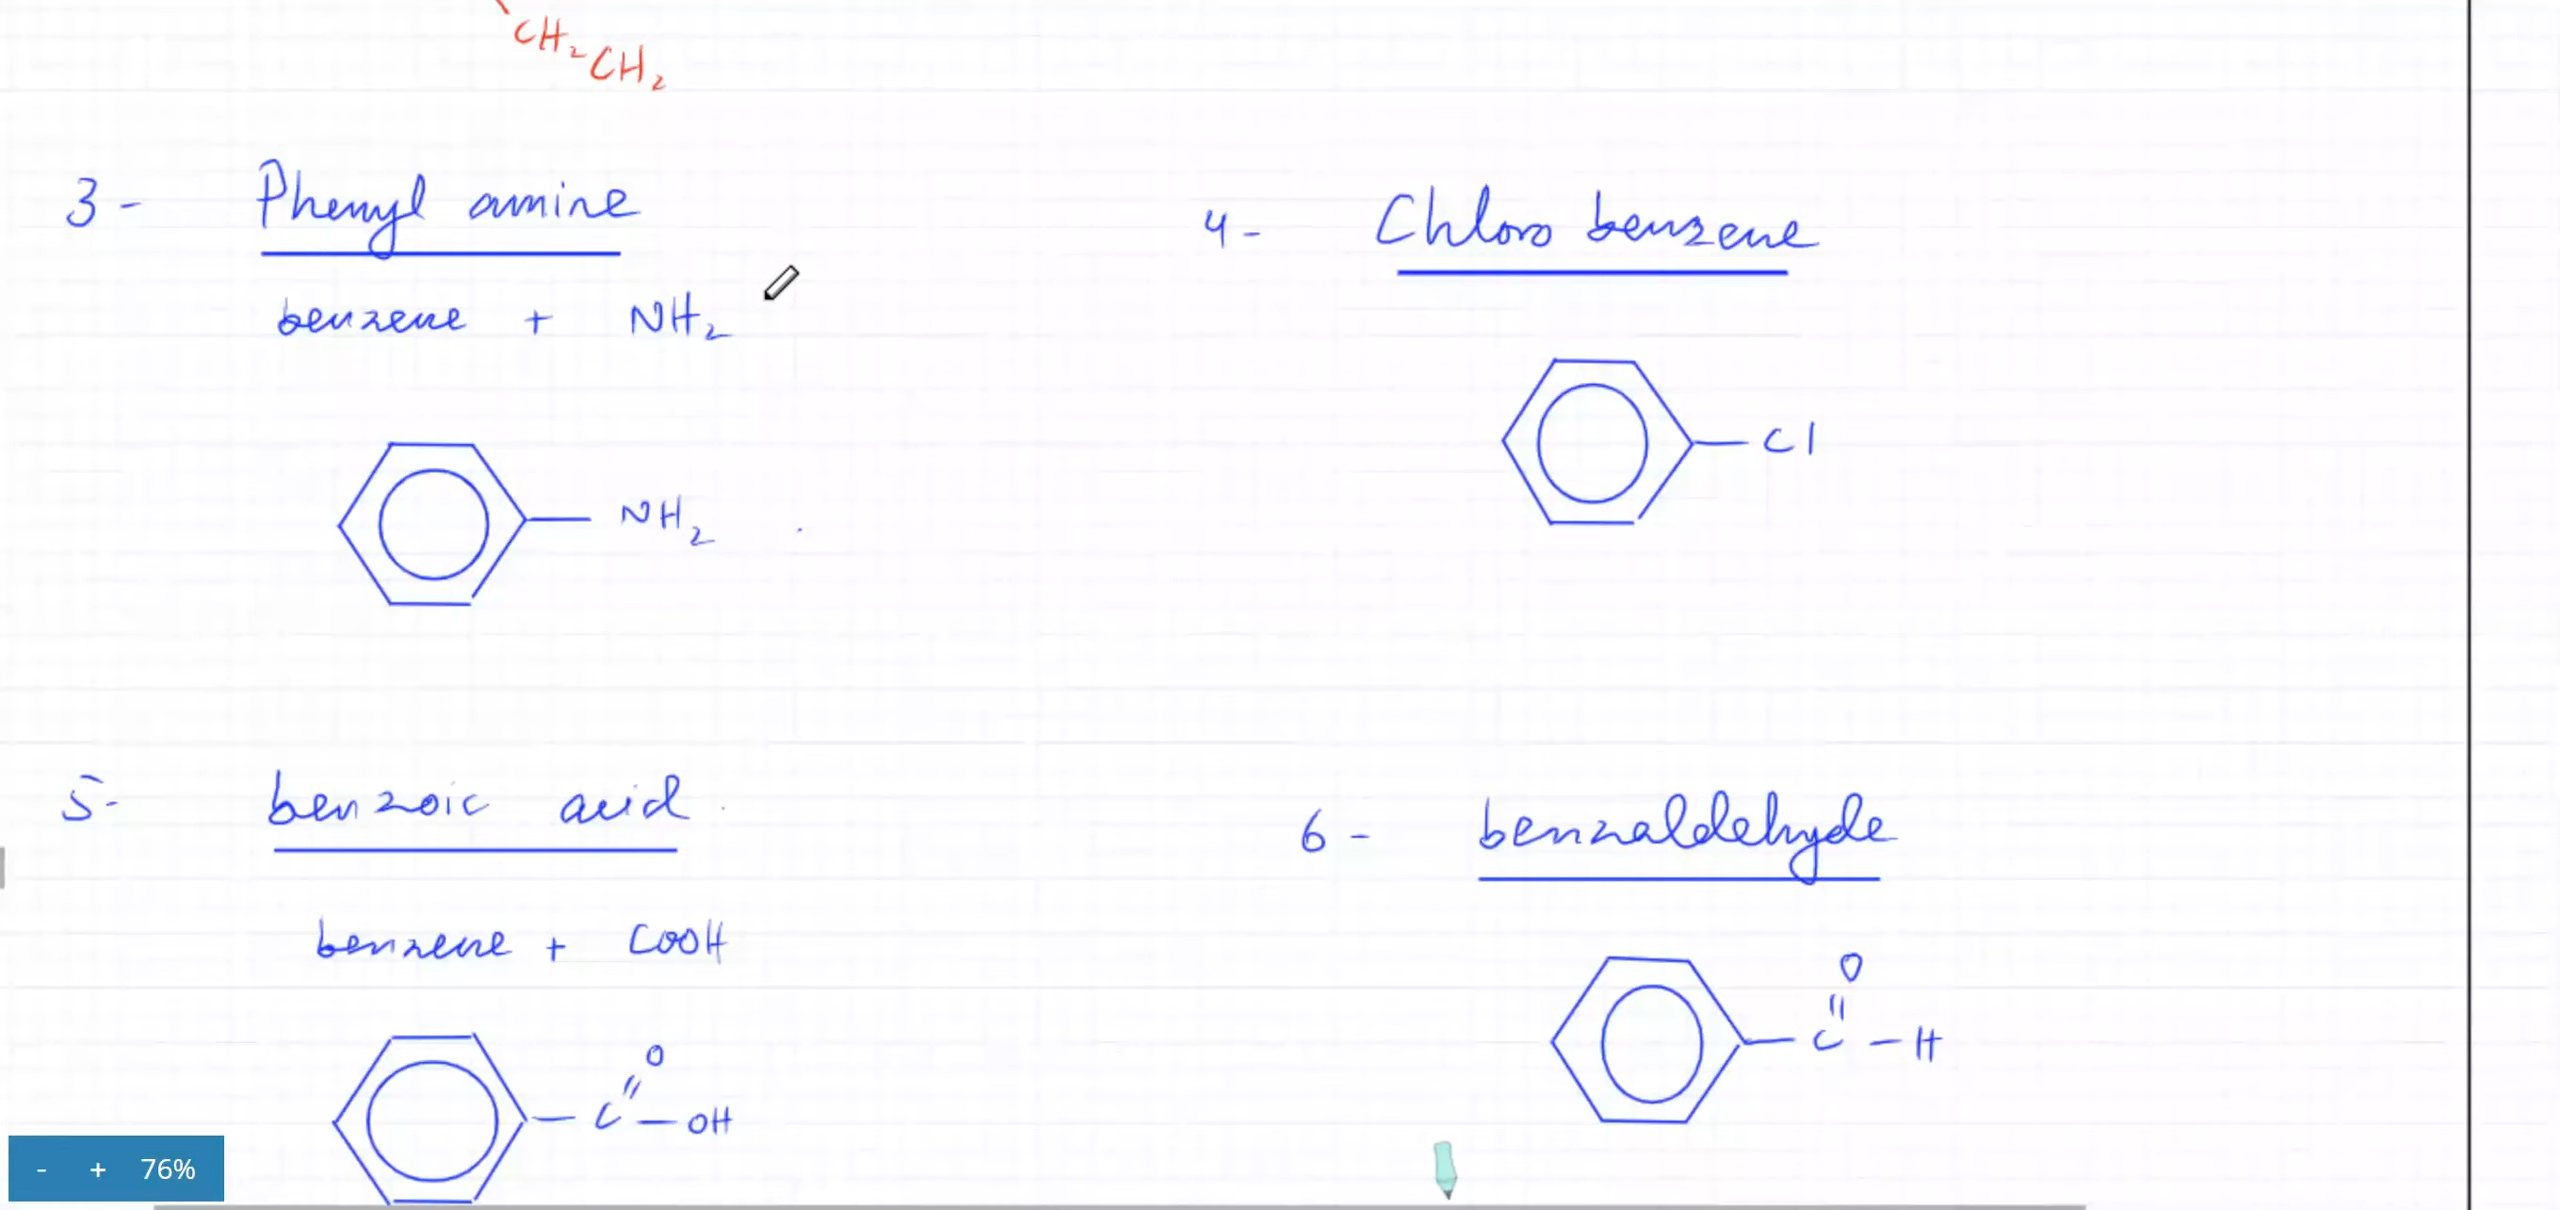 CH₂CH₂
3- Phenyl amine
benzene + NH₂
NH₂
4- Chloro benzene
Cl
5- benzoic acid
benzene + COOH
O
C - OH
6- benzaldehyde
O
C - H
- + 76%